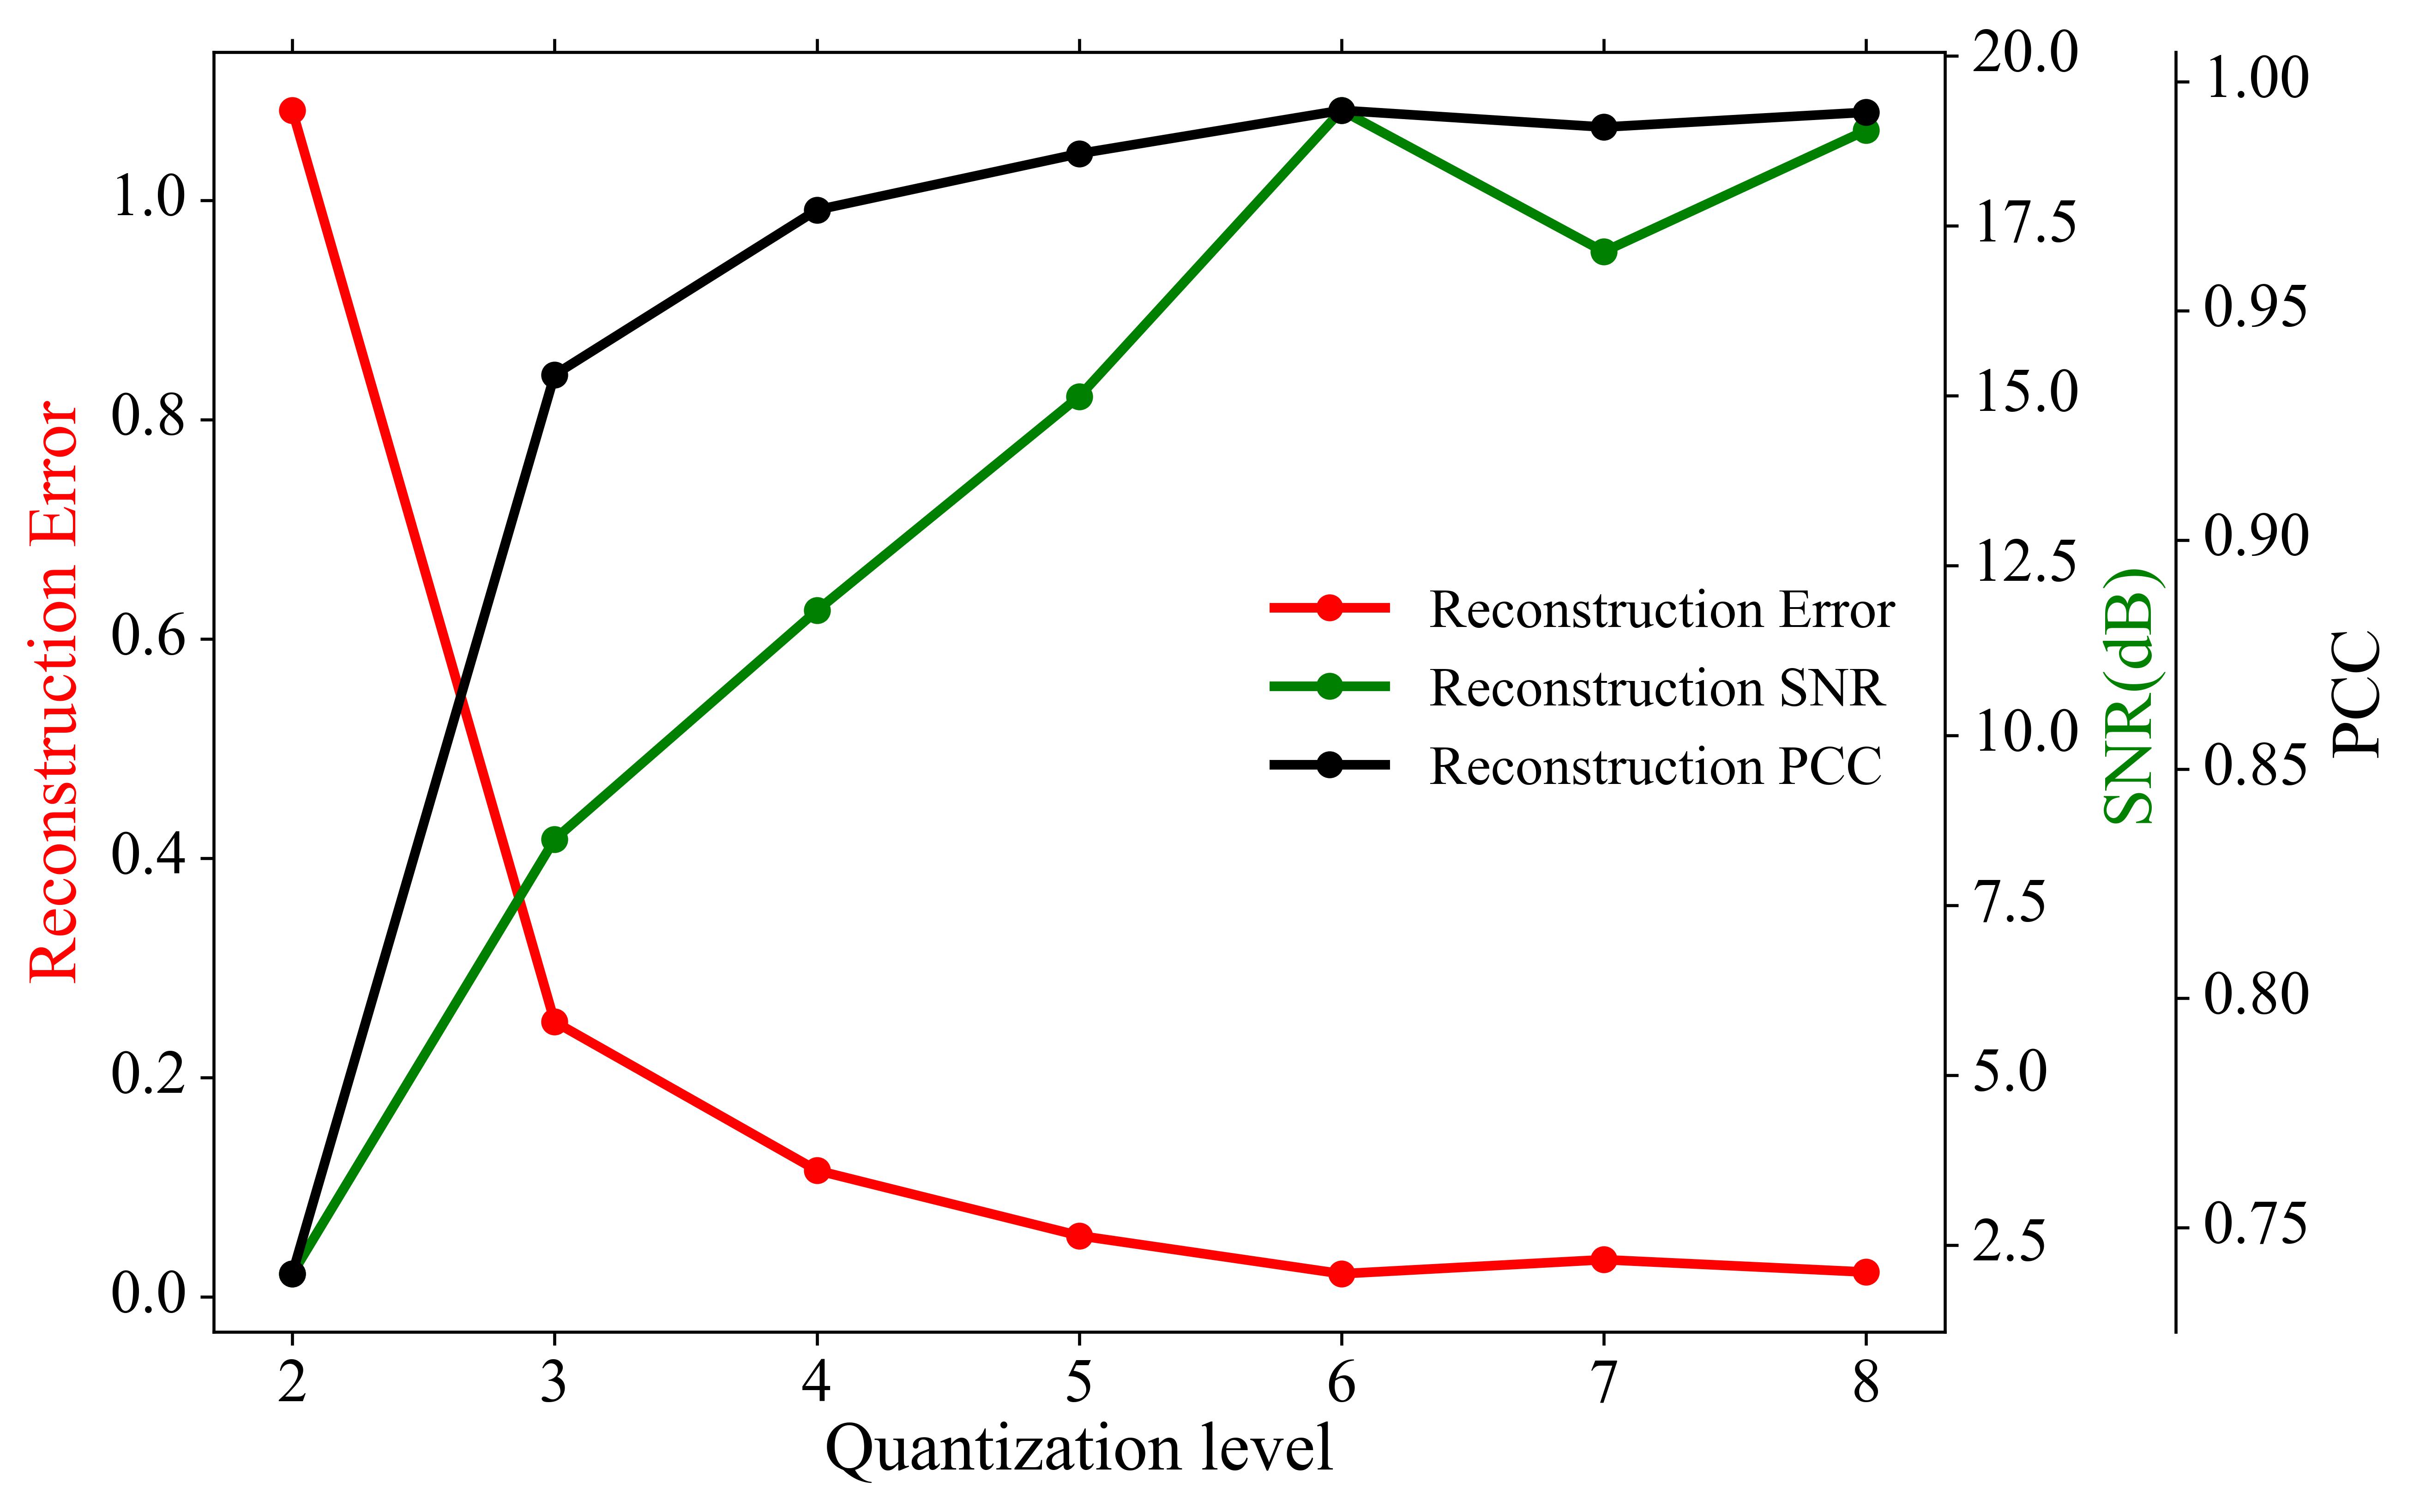 Reconstruction Error
1.0
0.8
0.6
0.4
0.2
0.0
2 3 4 5 6 7 8
Quantization level
Reconstruction Error
Reconstruction SNR
Reconstruction PCC
20.0
17.5
15.0
12.5
10.0
7.5
5.0
2.5
SNR(dB)
1.00
0.95
0.90
0.85
0.80
0.75
PCC